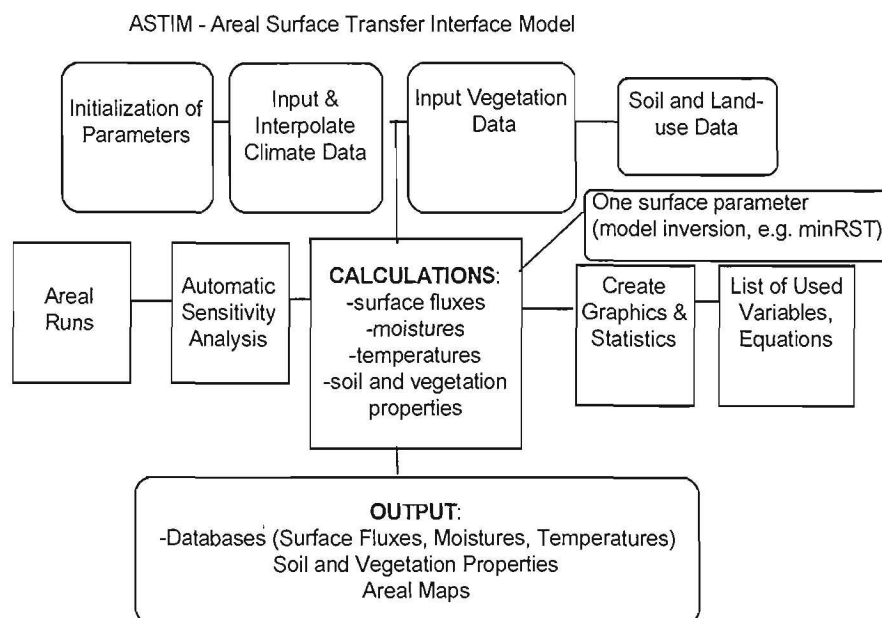 ASTIM - Areal Surface Transfer Interface Model
Initialization of
Parameters
Input &
Interpolate
Climate Data
Input Vegetation
Data
Soil and Land-
use Data
One surface parameter
(model inversion, e.g. minRST)
Areal
Runs
Automatic
Sensitivity
Analysis
CALCULATIONS:
-surface fluxes
-moistures
-temperatures
-soil and vegetation
properties
Create
Graphics &
Statistics
List of Used
Variables,
Equations
OUTPUT:
-Databases (Surface Fluxes, Moistures, Temperatures)
Soil and Vegetation Properties
Areal Maps